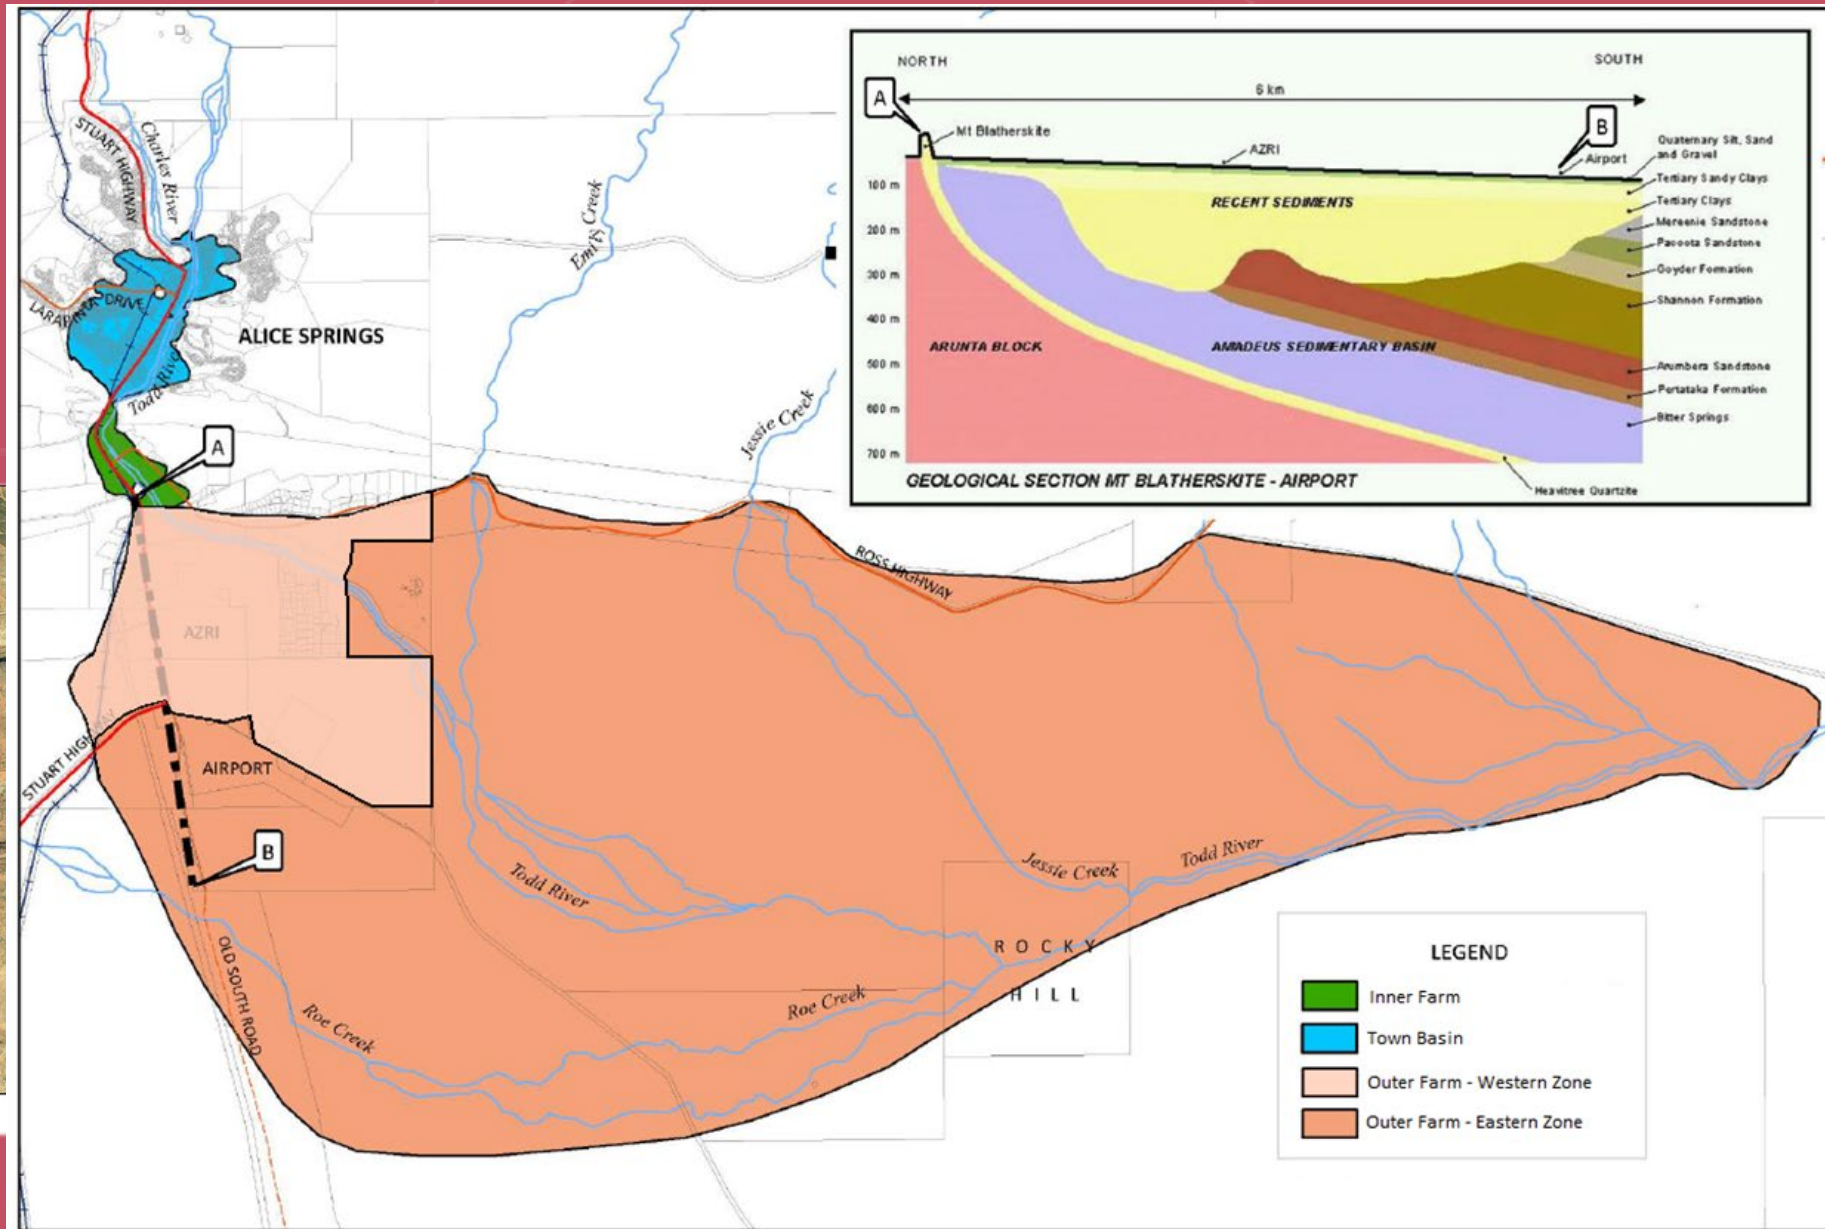 NORTH
SOUTH
A
6 km
B
Mt Blatherskite
AZRI
Airport
Quaternary Silt, Sand
and Gravel
Tertiary Sandy Clays
Tertiary Clays
Mereenie Sandstone
Pacoota Sandstone
Goyder Formation
Shannon Formation
Arumbera Sandstone
Pertataka Formation
Bitter Springs
Heavitree Quartzite
100 m
200 m
300 m
400 m
500 m
600 m
700 m
RECENT SEDIMENTS
ARUNTA BLOCK
AMADEUS SEDIMENTARY BASIN
GEOLOGICAL SECTION MT BLATHERSKITE - AIRPORT
STUART HIGHWAY
Charles River
Emily Creek
LARAPINTA DRIVE
ALICE SPRINGS
Todd River
Jessie Creek
A
ROSS HIGHWAY
AZRI
STUART HIGHWAY
AIRPORT
B
Todd River
Jessie Creek
Todd River
ROCKY
HILL
OLD SOUTH ROAD
Roe Creek
Roe Creek
LEGEND
Inner Farm
Town Basin
Outer Farm - Western Zone
Outer Farm - Eastern Zone